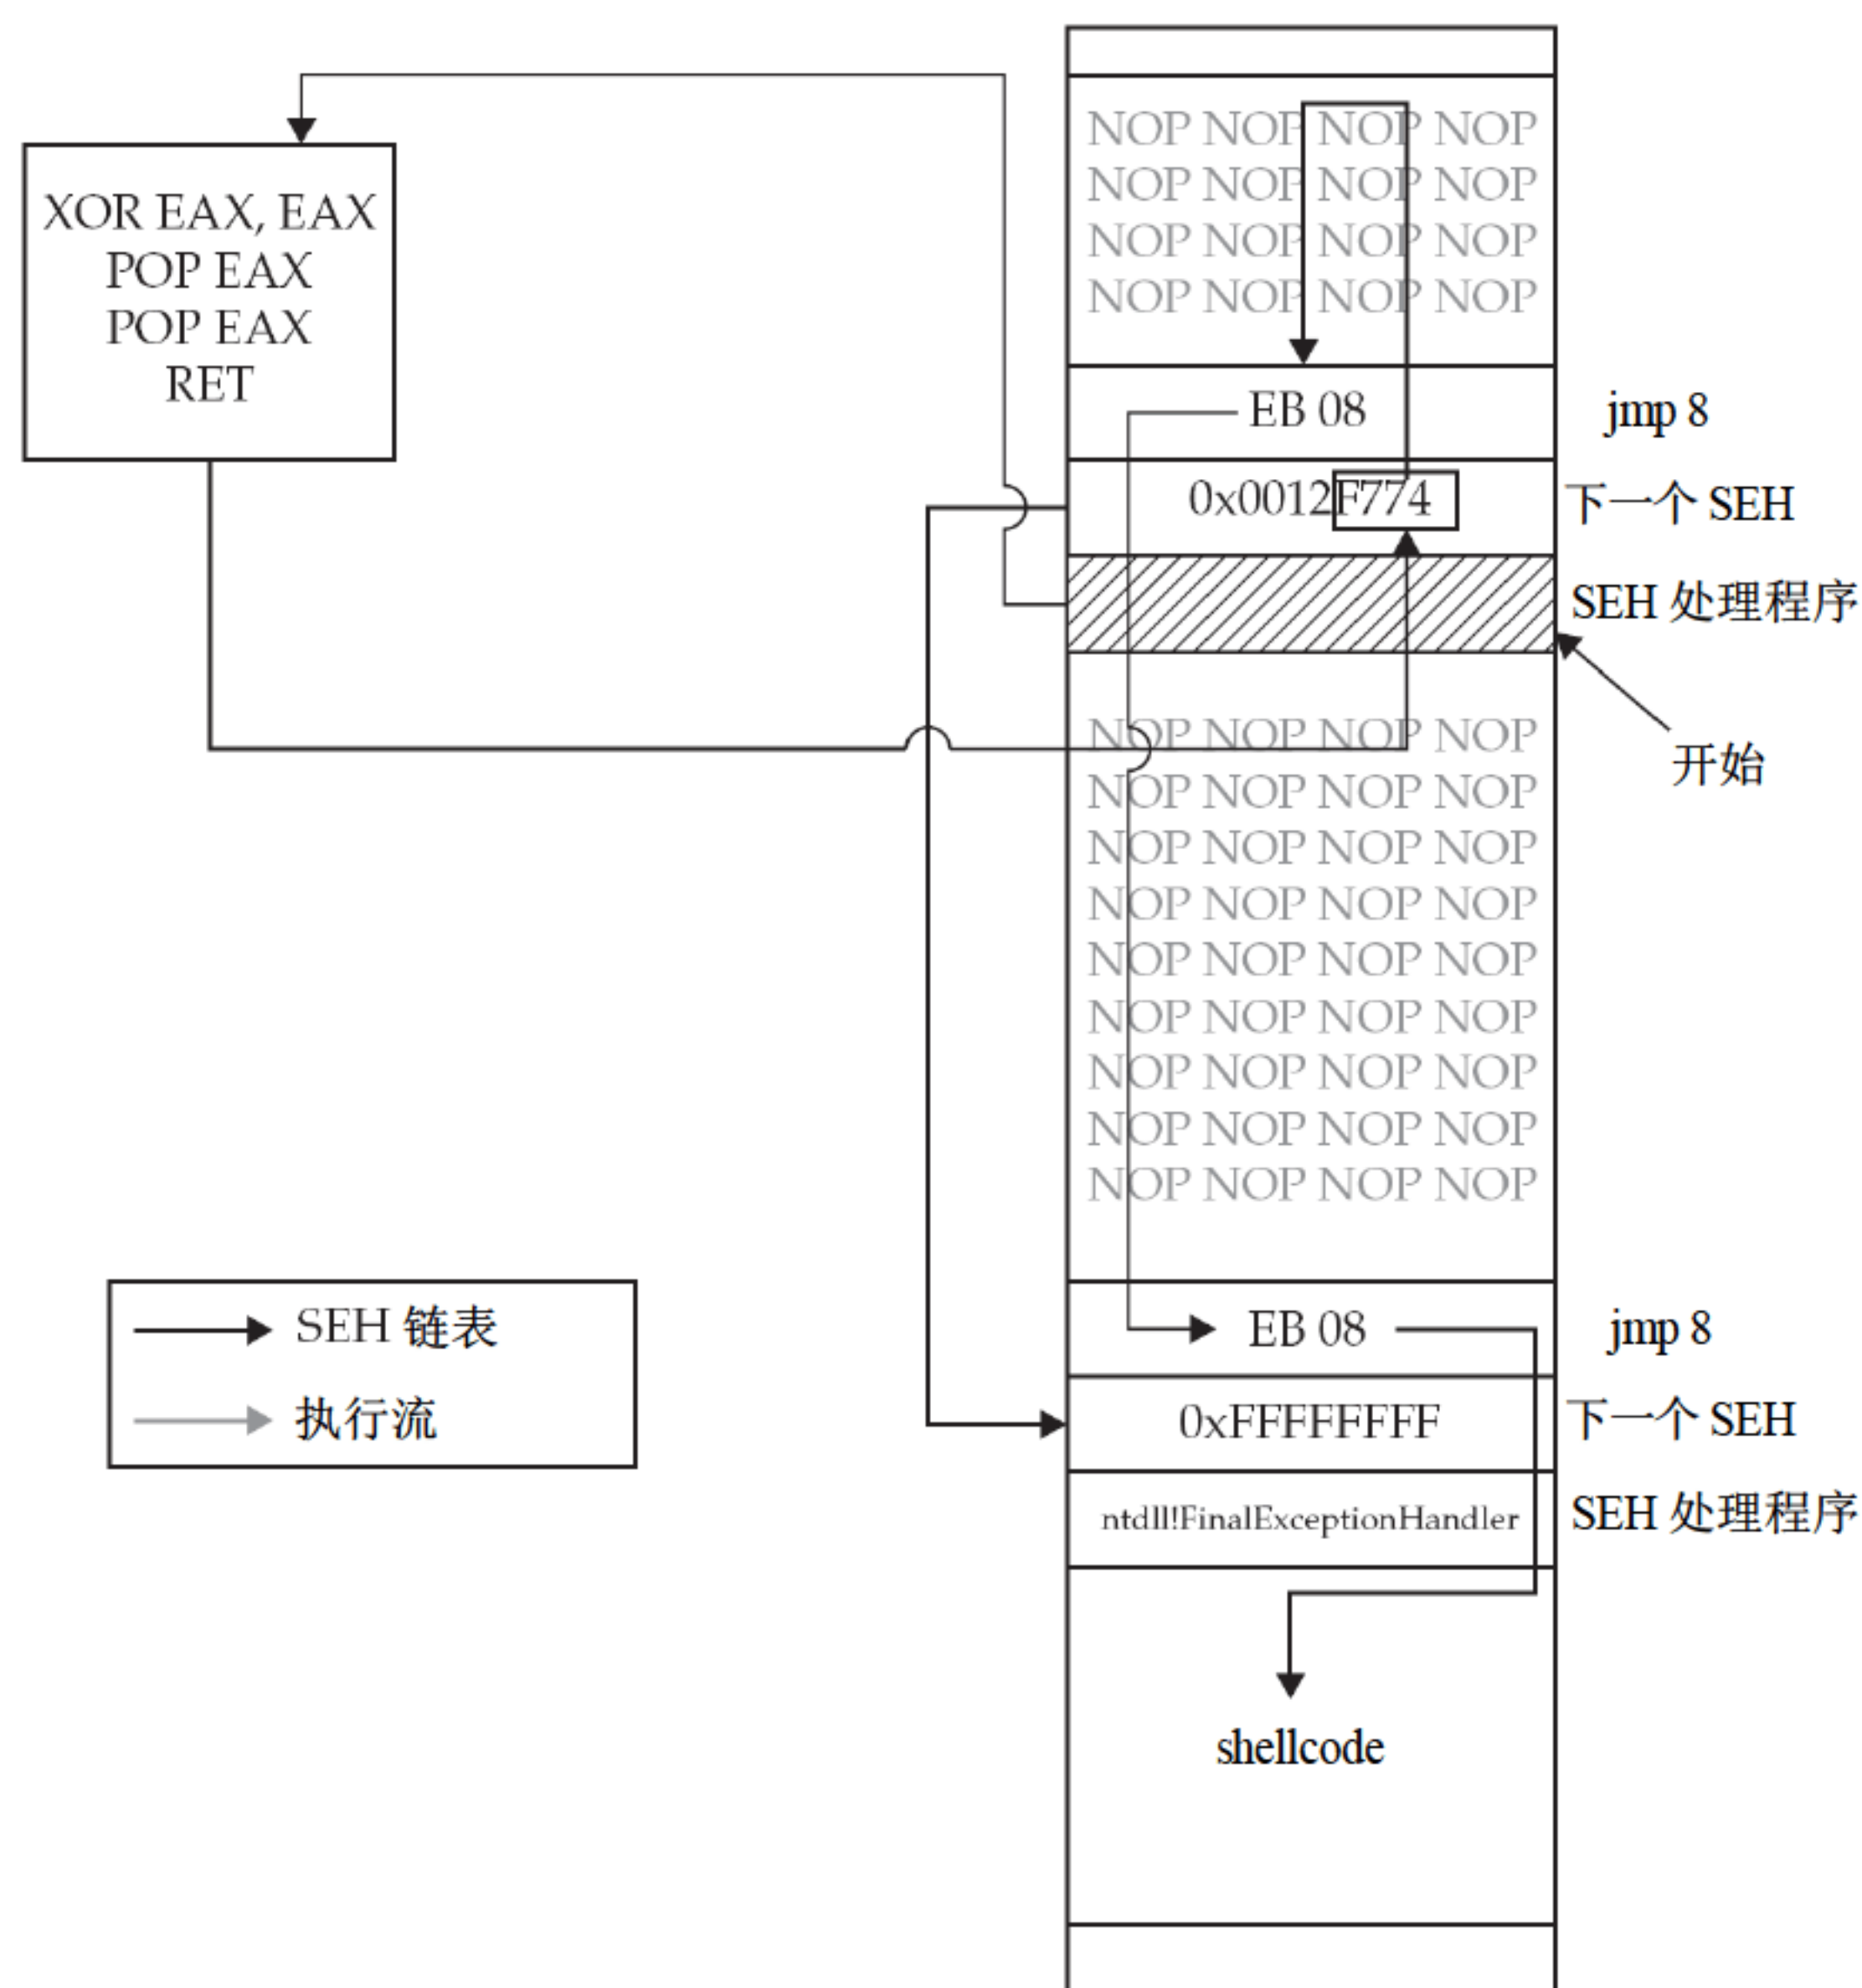 XOR EAX, EAX
POP EAX
POP EAX
RET
NOP NOP NOP NOP
NOP NOP NOP NOP
NOP NOP NOP NOP
NOP NOP NOP NOP
EB 08
jmp 8
0x0012F774
下一个 SEH
SEH 处理程序
开始
NOP NOP NOP NOP
NOP NOP NOP NOP
NOP NOP NOP NOP
NOP NOP NOP NOP
NOP NOP NOP NOP
NOP NOP NOP NOP
NOP NOP NOP NOP
NOP NOP NOP NOP
NOP NOP NOP NOP
SEH 链表
执行流
EB 08
jmp 8
0xFFFFFFFF
下一个 SEH
ntdll!FinalExceptionHandler
SEH 处理程序
shellcode